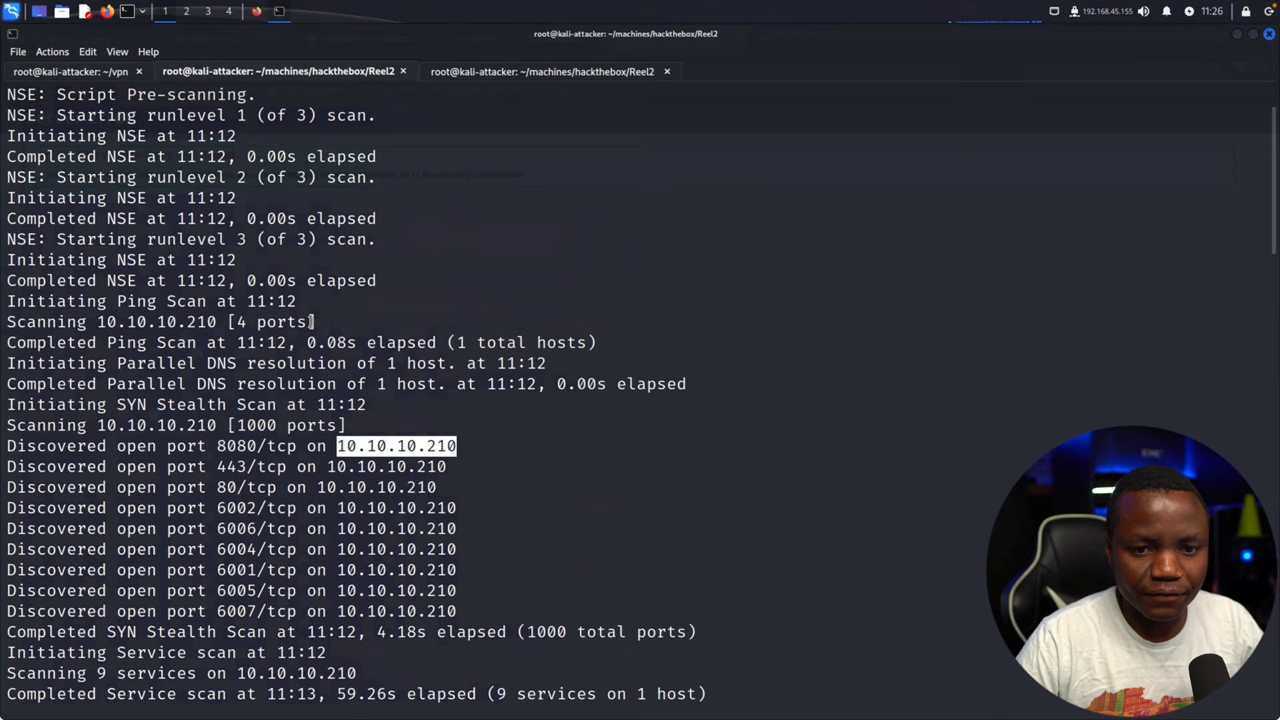 1 2 3 4
192.168.45.155
11:26
root@kali-attacker: ~/machines/hackthebox/Reel2
File Actions Edit View Help
root@kali-attacker: ~/vpn × root@kali-attacker: ~/machines/hackthebox/Reel2 × root@kali-attacker: ~/machines/hackthebox/Reel2 ×
NSE: Script Pre-scanning.
NSE: Starting runlevel 1 (of 3) scan.
Initiating NSE at 11:12
Completed NSE at 11:12, 0.00s elapsed
NSE: Starting runlevel 2 (of 3) scan.
Initiating NSE at 11:12
Completed NSE at 11:12, 0.00s elapsed
NSE: Starting runlevel 3 (of 3) scan.
Initiating NSE at 11:12
Completed NSE at 11:12, 0.00s elapsed
Initiating Ping Scan at 11:12
Scanning 10.10.10.210 [4 ports]
Completed Ping Scan at 11:12, 0.08s elapsed (1 total hosts)
Initiating Parallel DNS resolution of 1 host. at 11:12
Completed Parallel DNS resolution of 1 host. at 11:12, 0.00s elapsed
Initiating SYN Stealth Scan at 11:12
Scanning 10.10.10.210 [1000 ports]
Discovered open port 8080/tcp on 10.10.10.210
Discovered open port 443/tcp on 10.10.10.210
Discovered open port 80/tcp on 10.10.10.210
Discovered open port 6002/tcp on 10.10.10.210
Discovered open port 6006/tcp on 10.10.10.210
Discovered open port 6004/tcp on 10.10.10.210
Discovered open port 6001/tcp on 10.10.10.210
Discovered open port 6005/tcp on 10.10.10.210
Discovered open port 6007/tcp on 10.10.10.210
Completed SYN Stealth Scan at 11:12, 4.18s elapsed (1000 total ports)
Initiating Service scan at 11:12
Scanning 9 services on 10.10.10.210
Completed Service scan at 11:13, 59.26s elapsed (9 services on 1 host)